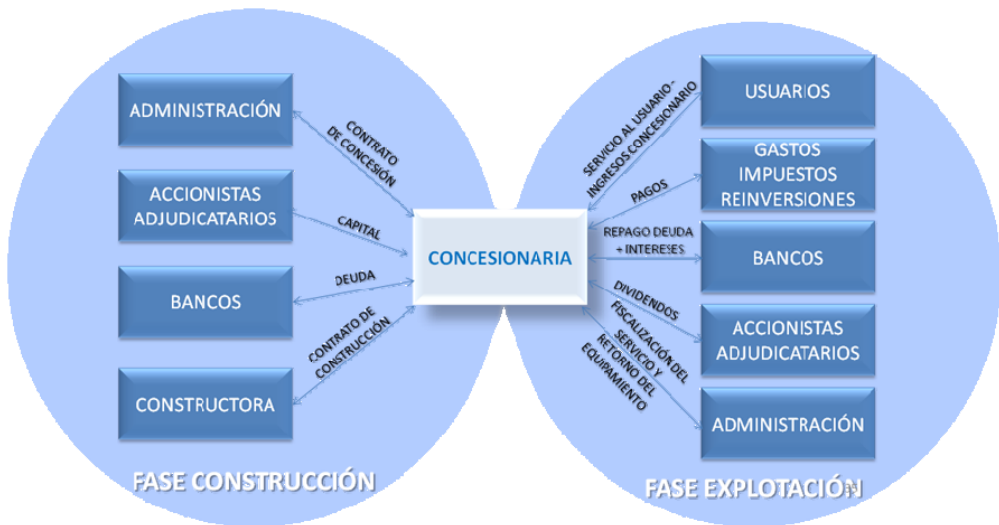 ADMINISTRACIÓN
CONTRATO
DE CONCESIÓN
ACCIONISTAS
ADJUDICATARIOS
CAPITAL
BANCOS
DEUDA
CONTRATO DE
CONSTRUCCIÓN
CONSTRUCTORA
FASE CONSTRUCCIÓN
CONCESIONARIA
SERVICIO AL USUARIO -
INGRESOS CONCESIONARIO
USUARIOS
PAGOS
GASTOS
IMPUESTOS
REINVERSIONES
REPAGO DEUDA
+ INTERESES
BANCOS
DIVIDENDOS
ACCIONISTAS
ADJUDICATARIOS
FISCALIZACIÓN DEL
SERVICIO Y
RETORNO DEL
EQUIPAMIENTO
ADMINISTRACIÓN
FASE EXPLOTACIÓN